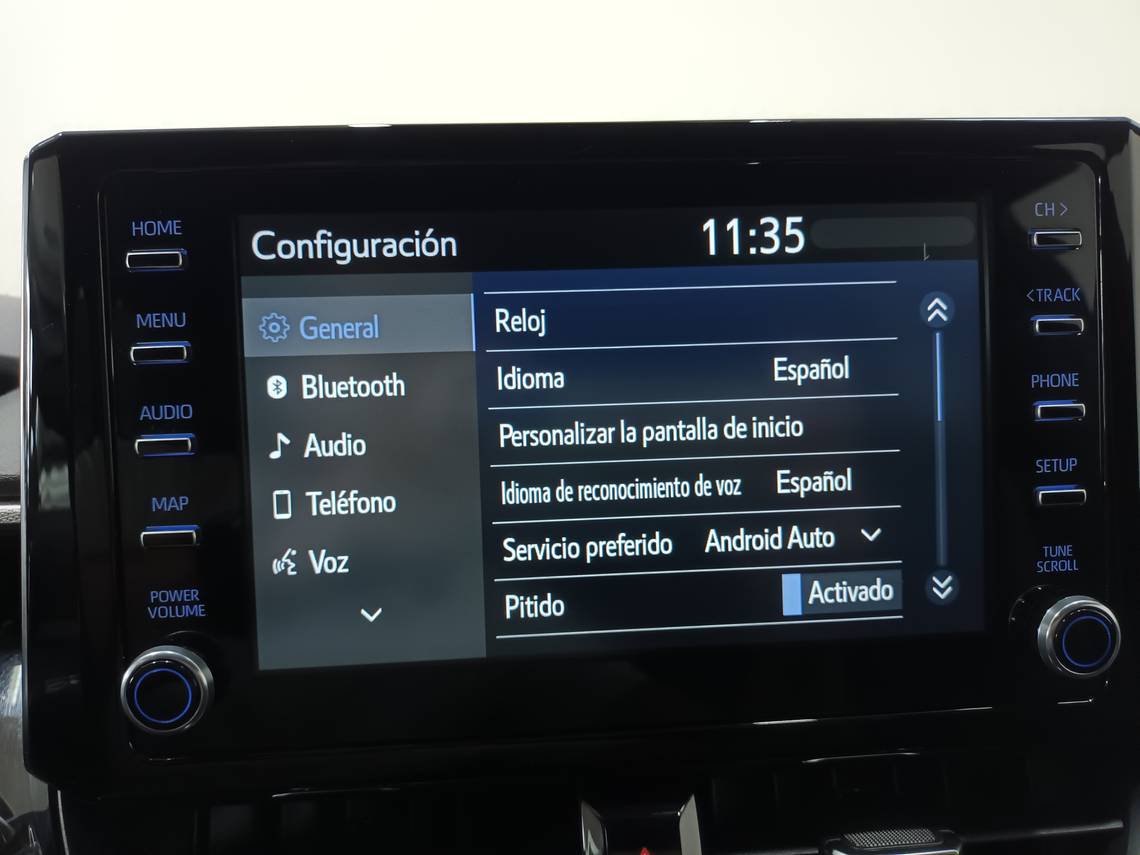 HOME
MENU
AUDIO
MAP
POWER
VOLUME
Configuración 11:35
General
Bluetooth
Audio
Teléfono
Voz
Reloj
Idioma Español
Personalizar la pantalla de inicio
Idioma de reconocimiento de voz Español
Servicio preferido Android Auto
Pitido Activado
CH >
< TRACK
PHONE
SETUP
TUNE
SCROLL